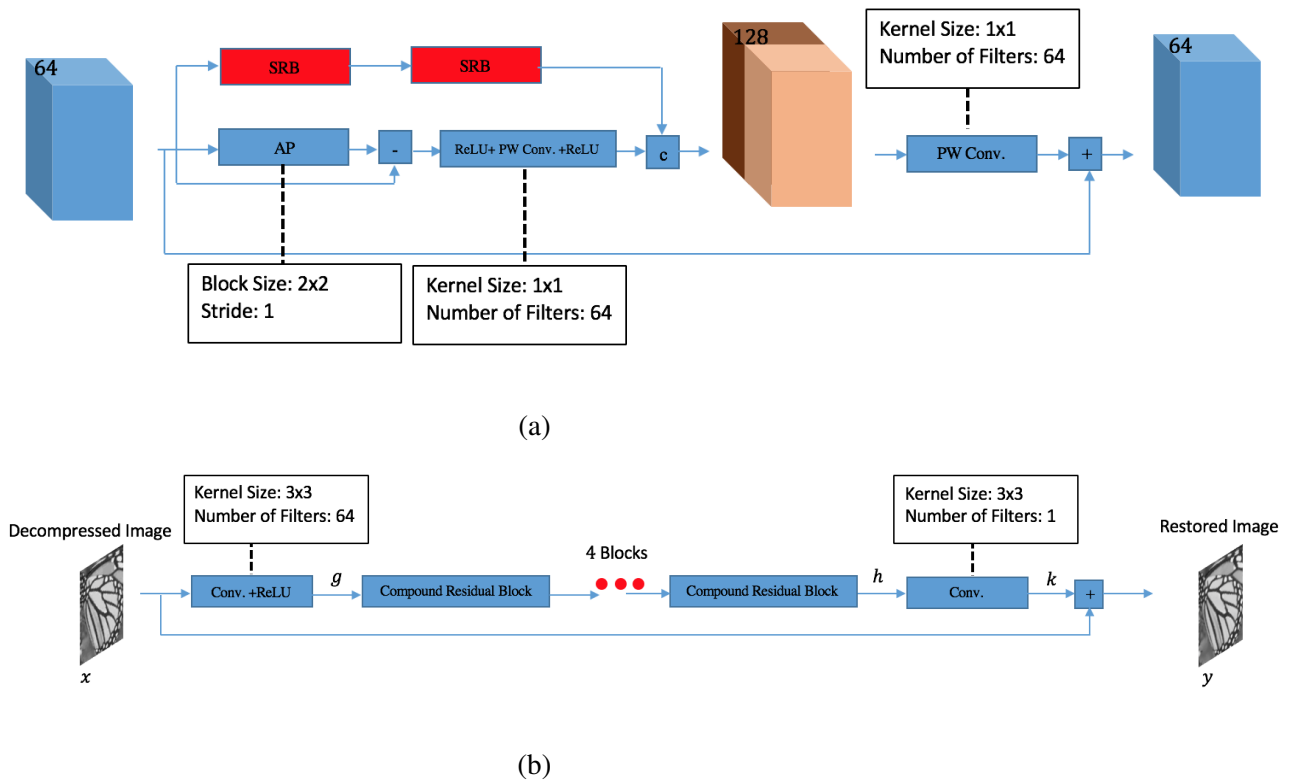 64
SRB
SRB
128
Kernel Size: 1x1
Number of Filters: 64
64
AP
-
ReLU+ PW Conv. +ReLU
c
PW Conv.
+
Block Size: 2x2
Stride: 1
Kernel Size: 1x1
Number of Filters: 64
(a)
Kernel Size: 3x3
Number of Filters: 64
Kernel Size: 3x3
Number of Filters: 1
Decompressed Image
Restored Image
4 Blocks
Conv. +ReLU
g
Compound Residual Block
Compound Residual Block
h
Conv.
k
+
x
y
(b)